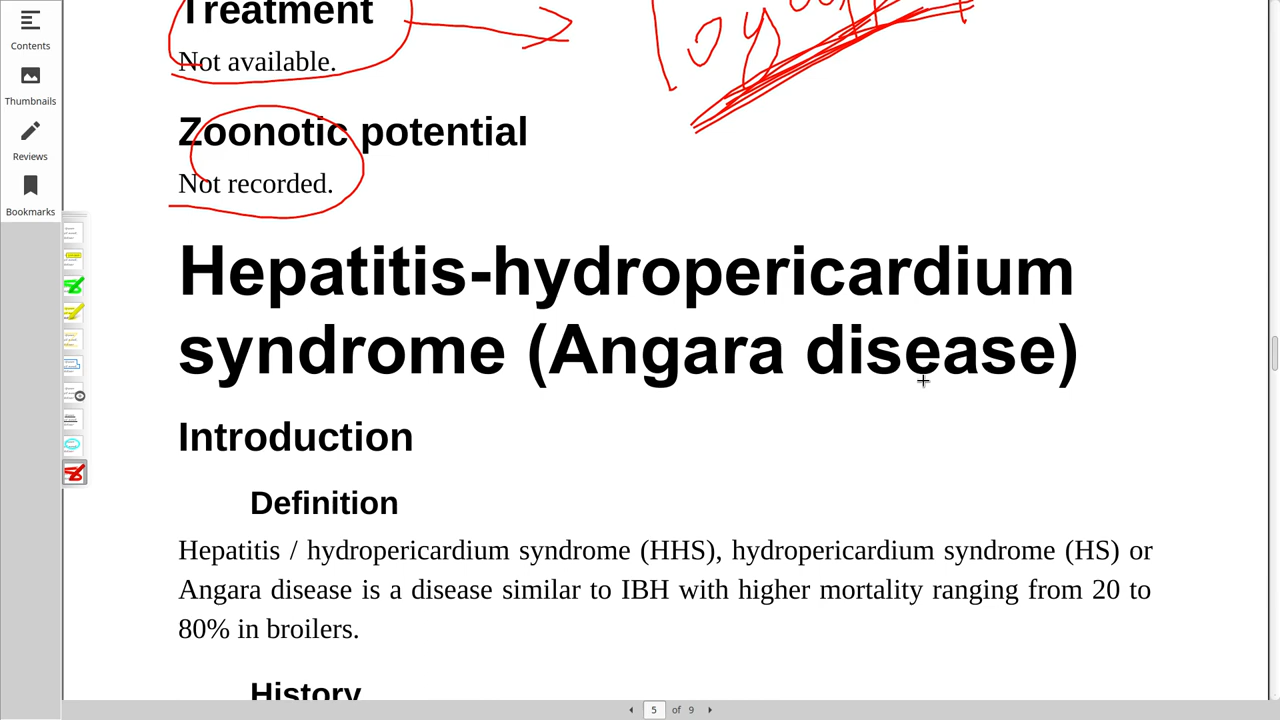 Treatment
Not available.
Zoonotic potential
Not recorded.
Hepatitis-hydropericardium
syndrome (Angara disease)
Introduction
Definition
Hepatitis / hydropericardium syndrome (HHS), hydropericardium syndrome (HS) or
Angara disease is a disease similar to IBH with higher mortality ranging from 20 to
80% in broilers.
History
Contents
Thumbnails
Reviews
Bookmarks
5 of 9